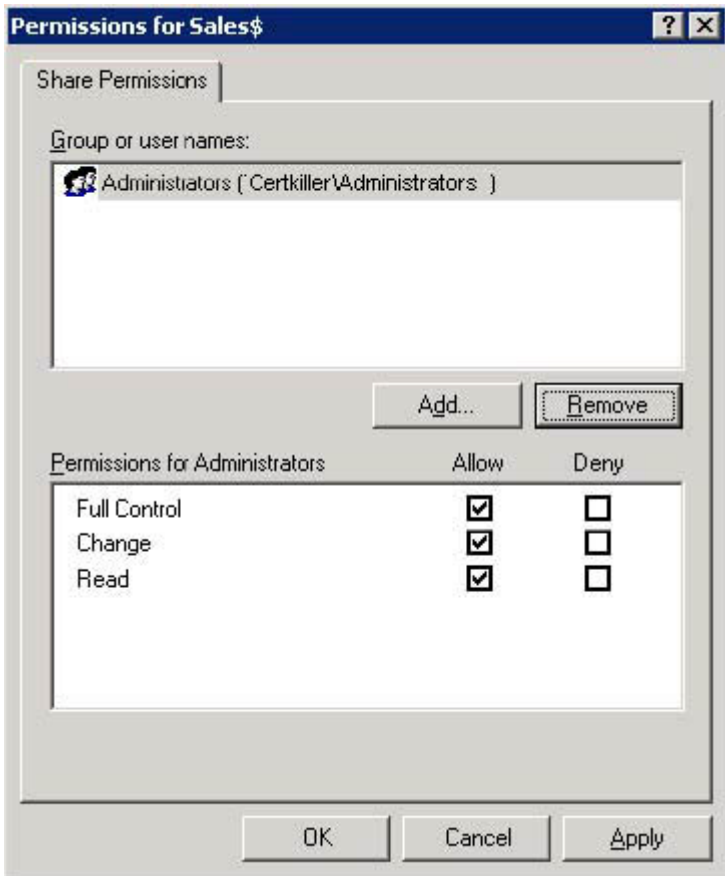 Permissions for Sales$
Share Permissions
Group or user names:
Administrators (`Certkiller\Administrators )
Add... Remove
Permissions for Administrators Allow Deny
Full Control
Change
Read
OK Cancel Apply